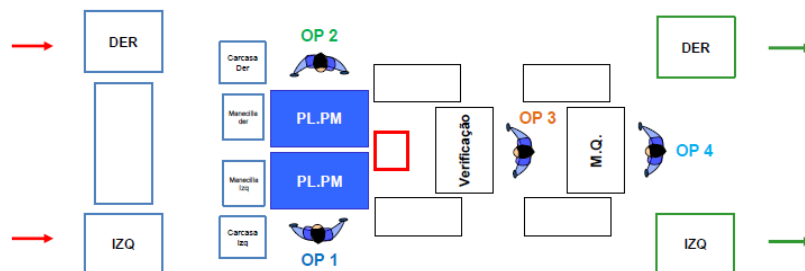 DER
Carcasa
Der
OP 2
DER
Manecilla
der
PL.PM
Verificação
OP 3
M.Q.
OP 4
Manecilla
Izq
PL.PM
IZQ
Carcasa
Izq
OP 1
IZQ